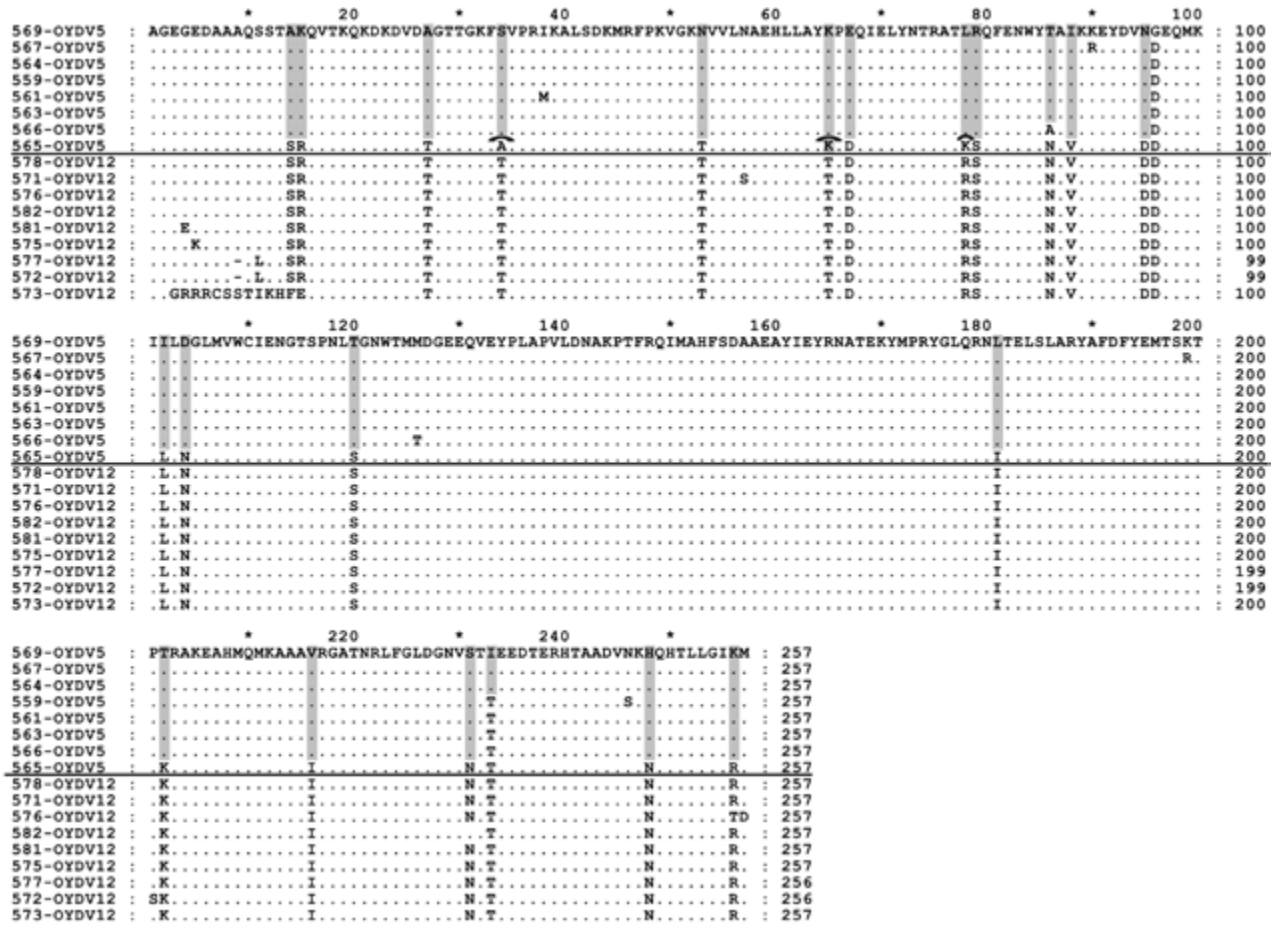 * 20 * 40 * 60 * 80 * 100
569-OYDV5 : AGEGEDAAAQSSTAKQVTKQKDKDVDAGTTGKFSVPRIKALSDKMRFPKVGKNVVLNAEHLLAYKPEQIELYNTRATLRQFENWYTAIKKEYDVNGEQMK : 100
567-OYDV5 : .........................................................................................R.....D.... : 100
564-OYDV5 : ...............................................................................................D.... : 100
559-OYDV5 : ...............................................................................................D.... : 100
561-OYDV5 : .....................................M.........................................................D.... : 100
563-OYDV5 : ...............................................................................................D.... : 100
566-OYDV5 : .....................................................................................A.........D.... : 100
565-OYDV5 : .............SR...........T......A..................T...........K.D..........KS......N.V......DD.... : 100
578-OYDV12 : .............SR...........T......T..................T...........T.D..........RS......N.V......DD.... : 100
571-OYDV12 : .............SR...........T......T..................T...S.......T.D..........RS......N.V......DD.... : 100
576-OYDV12 : .............SR...........T......T..................T...........T.D..........RS......N.V......DD.... : 100
582-OYDV12 : .............SR...........T......T..................T...........T.D..........RS......N.V......DD.... : 100
581-OYDV12 : ...E.........SR...........T......T..................T...........T.D..........RS......N.V......DD.... : 100
575-OYDV12 : ....K........SR...........T......T..................T...........T.D..........RS......N.V......DD.... : 100
577-OYDV12 : ........-.L..SR...........T......T..................T...........T.D..........RS......N.V......DD.... : 99
572-OYDV12 : ........-.L..SR...........T......T..................T...........T.D..........RS......N.V......DD.... : 99
573-OYDV12 : ..GRRRCSSTIKHFE...........T......T..................T...........T.D..........RS......N.V......DD.... : 100
* 120 * 140 * 160 * 180 * 200
569-OYDV5 : IILDGLMVWCIENGTSPNLTGNWTMMDGEEQVEYPLAPVLDNAKPTFRQIMAHFSDAAEAYIEYRNATEKYMPRYGLQRNLTELSLARYAFDFYEMTSKT : 200
567-OYDV5 : ..................................................................................................R. : 200
564-OYDV5 : .................................................................................................... : 200
559-OYDV5 : .................................................................................................... : 200
561-OYDV5 : .................................................................................................... : 200
563-OYDV5 : .................................................................................................... : 200
566-OYDV5 : .........................T.......................................................................... : 200
565-OYDV5 : .L.N...............S............................................................I................... : 200
578-OYDV12 : .L.N...............S............................................................I................... : 200
571-OYDV12 : .L.N...............S............................................................I................... : 200
576-OYDV12 : .L.N...............S............................................................I................... : 200
582-OYDV12 : .L.N...............S............................................................I................... : 200
581-OYDV12 : .L.N...............S............................................................I................... : 200
575-OYDV12 : .L.N...............S............................................................I................... : 200
577-OYDV12 : .L.N...............S............................................................I................... : 199
572-OYDV12 : .L.N...............S............................................................I................... : 199
573-OYDV12 : .L.N...............S............................................................I................... : 200
* 220 * 240 *
569-OYDV5 : PTRAKEAHMQMKAAAVRGATNRLFGLDGNVSTIEEDTERHTAADVNKHQHTLLGIKM : 257
567-OYDV5 : ......................................................... : 257
564-OYDV5 : ......................................................... : 257
559-OYDV5 : ................................T............S........... : 257
561-OYDV5 : ................................T........................ : 257
563-OYDV5 : ................................T........................ : 257
566-OYDV5 : ................................T........................ : 257
565-OYDV5 : .K.............I..............N.T..............N.......R. : 257
578-OYDV12 : .K.............I..............N.T..............N.......R. : 257
571-OYDV12 : .K.............I..............N.T..............N.......R. : 257
576-OYDV12 : .K.............I..............N.T..............N.......TD : 257
582-OYDV12 : .K.............I................T..............N.......R. : 257
581-OYDV12 : .K.............I..............N.T..............N.......R. : 257
575-OYDV12 : .K.............I..............N.T..............N.......R. : 257
577-OYDV12 : .K.............I..............N.T..............N.......R. : 256
572-OYDV12 : SK.............I..............N.T..............N.......R. : 256
573-OYDV12 : .K.............I..............N.T..............N.......R. : 257